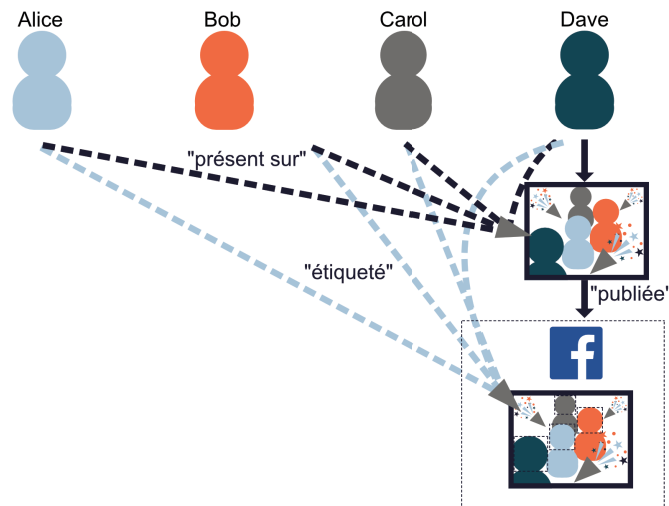 Alice
Bob
Carol
Dave
"présent sur"
"étiqueté"
"publiée"
f